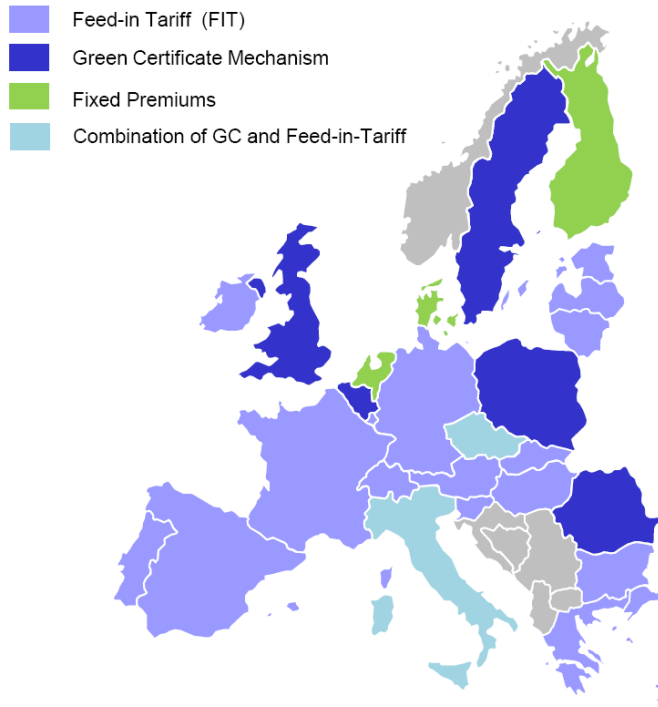 Feed-in Tariff (FIT)
Green Certificate Mechanism
Fixed Premiums
Combination of GC and Feed-in-Tariff